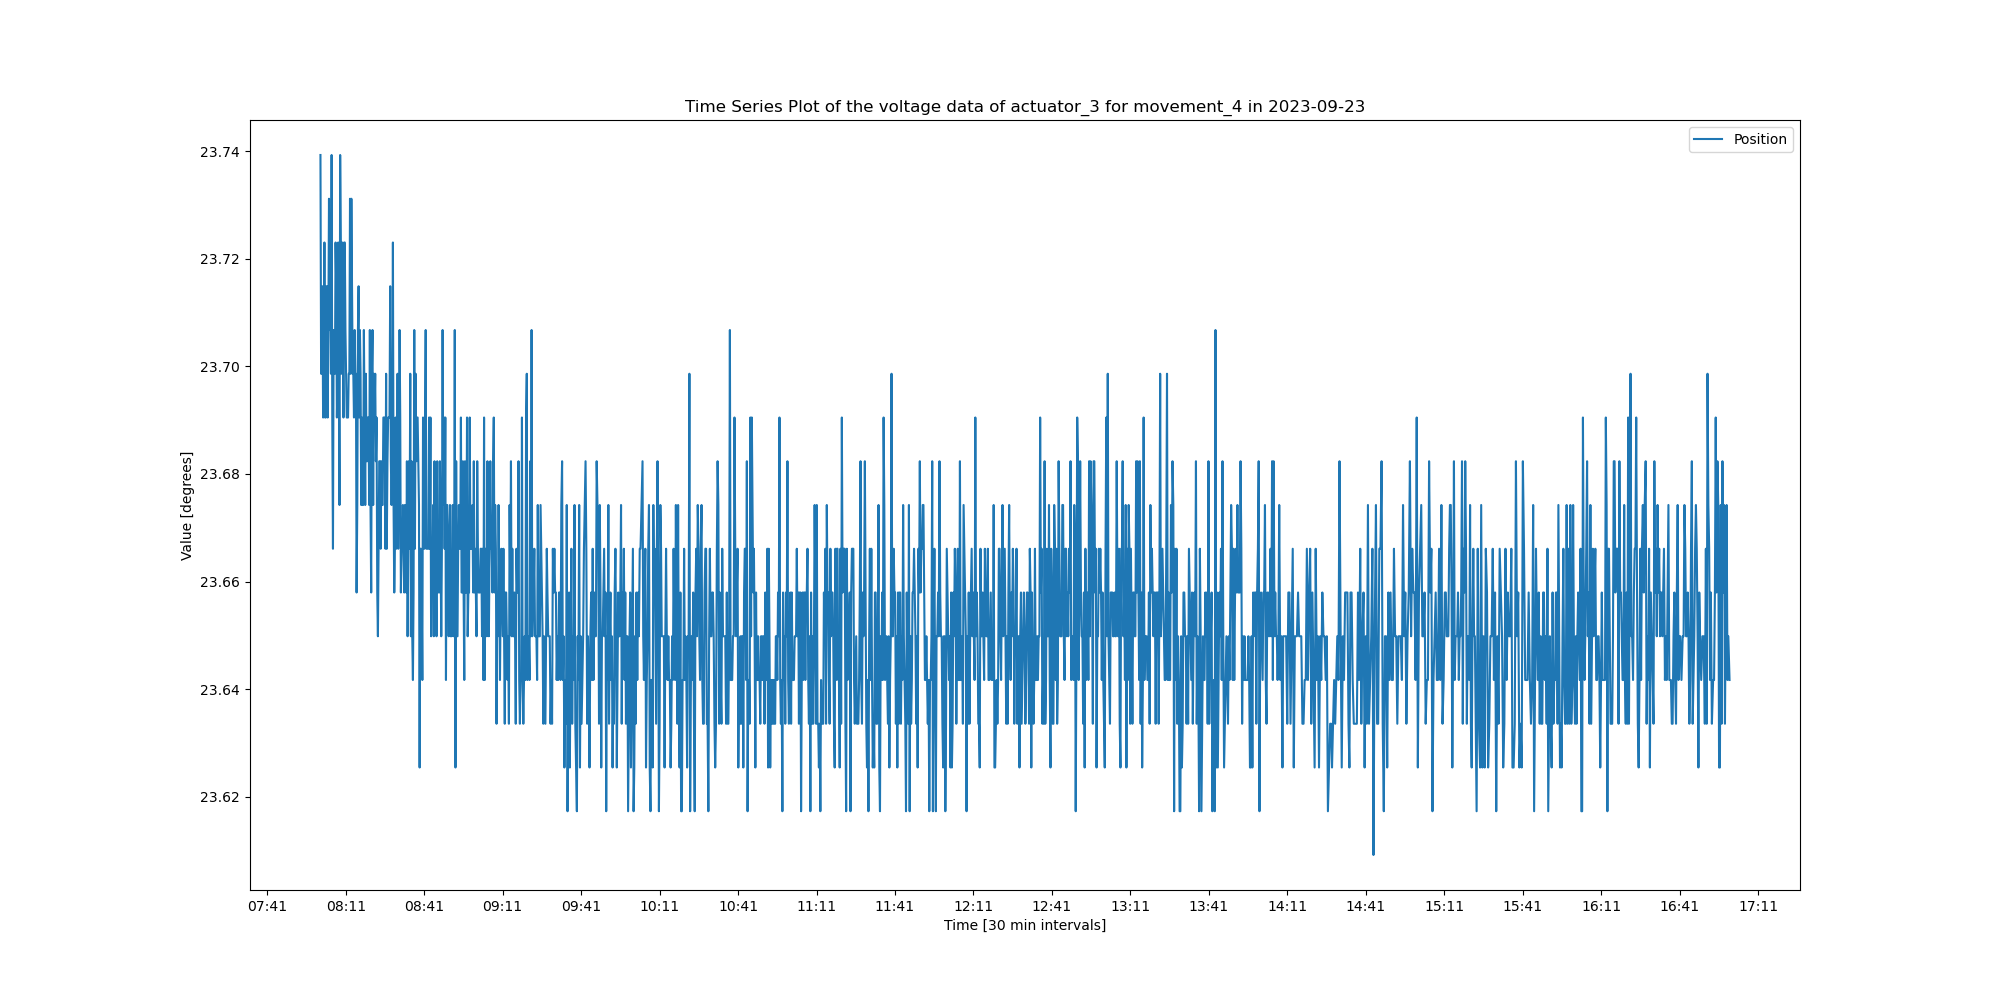 Time Series Plot of the voltage data of actuator_3 for movement_4 in 2023-09-23
Position
23.74
23.72
23.70
23.68
23.66
23.64
23.62
Value [degrees]
07:41 08:11 08:41 09:11 09:41 10:11 10:41 11:11 11:41 12:11 12:41 13:11 13:41 14:11 14:41 15:11 15:41 16:11 16:41 17:11
Time [30 min intervals]